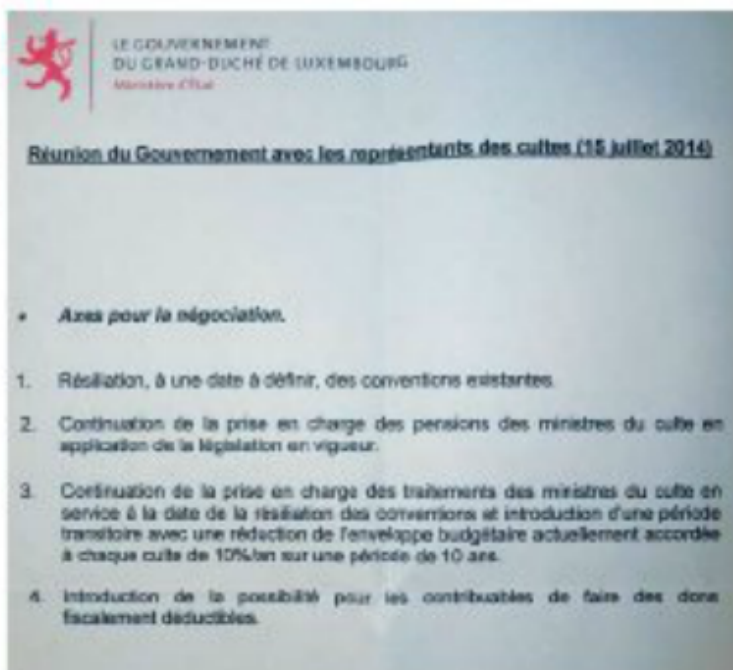 LE GOUVERNEMENT
DU GRAND-DUCHÉ DE LUXEMBOURG
Ministère d'État
Réunion du Gouvernement avec les représentants des cultes (15 juillet 2014)
• Axes pour la négociation.
1. Résiliation, à une date à définir, des conventions existantes.
2. Continuation de la prise en charge des pensions des ministres du culte en
application de la législation en vigueur.
3. Continuation de la prise en charge des traitements des ministres du culte en
service à la date de la résiliation des conventions et introduction d'une période
transitoire avec une réduction de l'enveloppe budgétaire actuellement accordée
à chaque culte de 10%/an sur une période de 10 ans.
4. Introduction de la possibilité pour les contribuables de faire des dons
fiscalement déductibles.